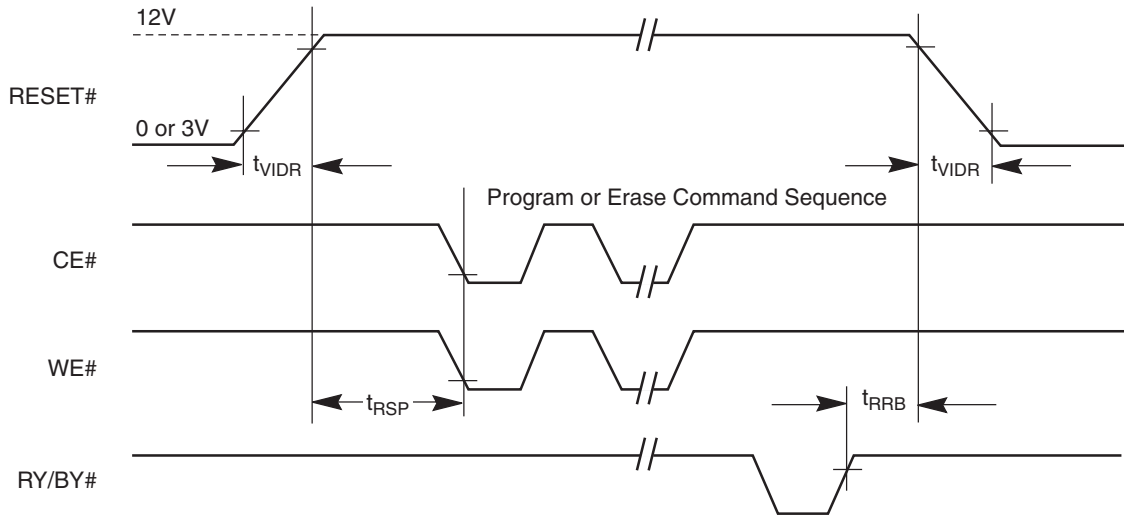 12V
RESET#
0 or 3V
tVIDR
tVIDR
Program or Erase Command Sequence
CE#
WE#
tRSP
tRRB
RY/BY#